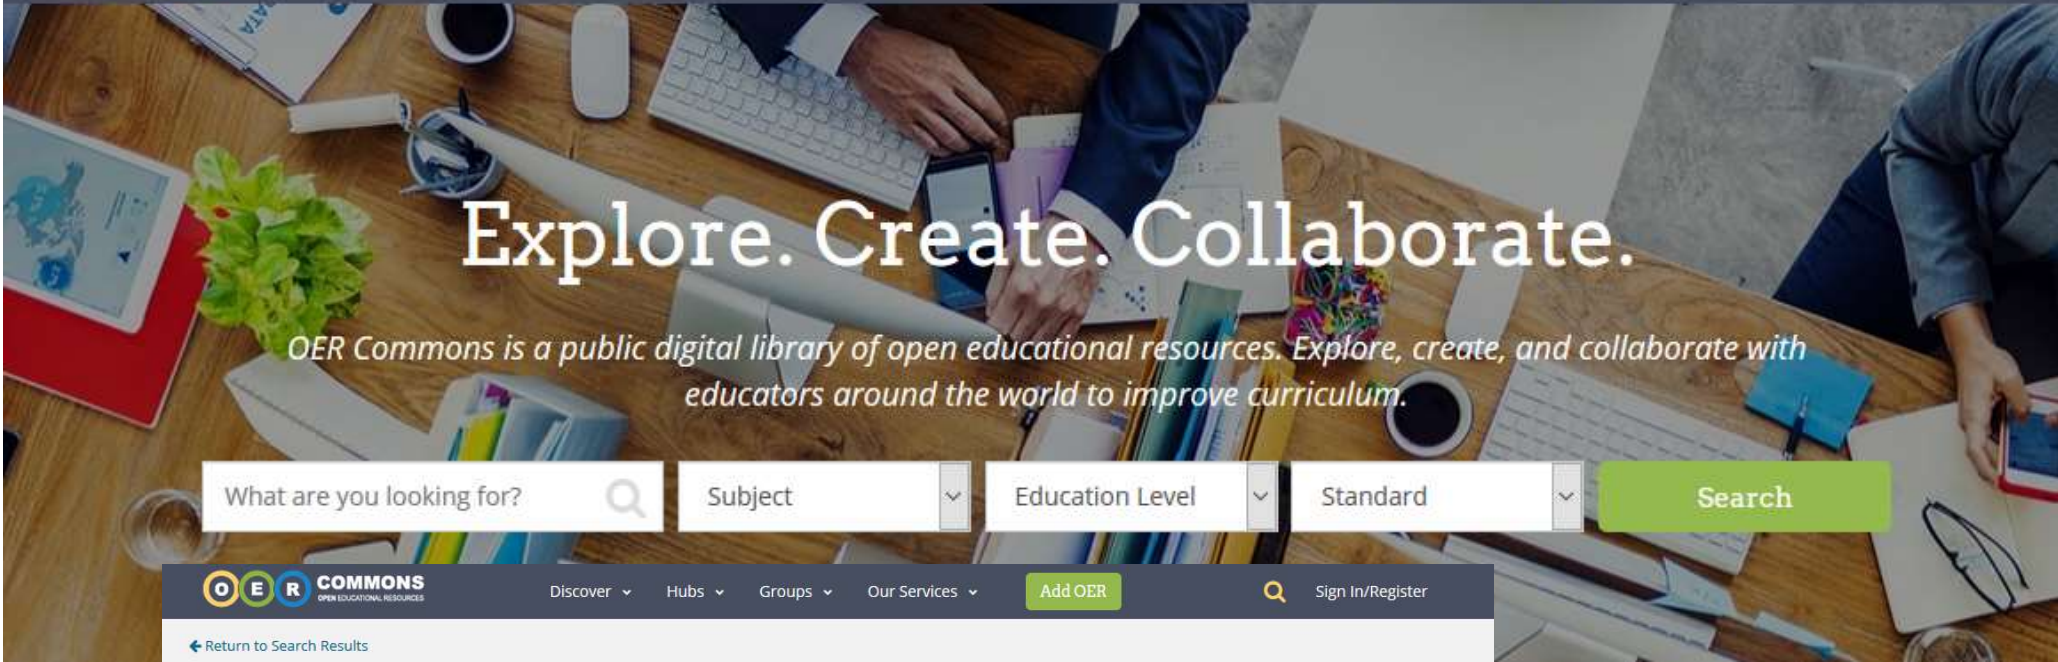 DATA
Explore. Create. Collaborate.
OER Commons is a public digital library of open educational resources. Explore, create, and collaborate with
educators around the world to improve curriculum.
What are you looking for? Subject Education Level Standard Search
OER COMMONS Discover Hubs Groups Our Services Add OER Sign In/Register
OPEN EDUCATIONAL RESOURCES
Return to Search Results